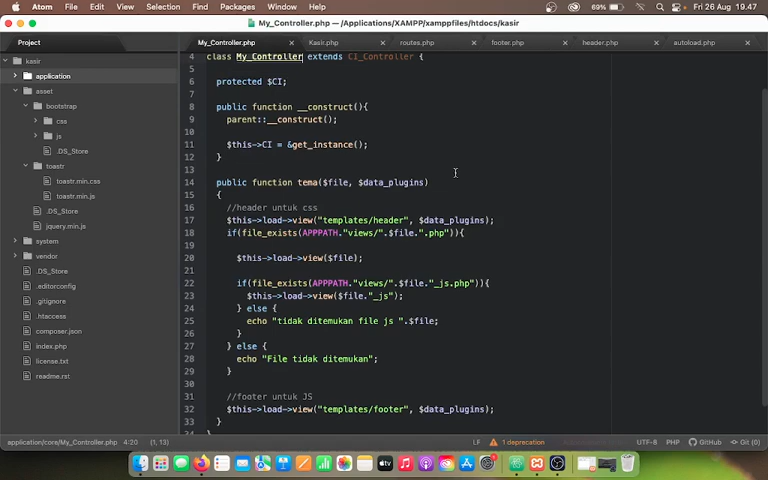 Atom File Edit View Selection Find Packages Window Help 69% Fri 26 Aug 19.47
My_Controller.php — /Applications/XAMPP/xamppfiles/htdocs/kasir
Project My_Controller.php Kasir.php routes.php footer.php header.php autoload.php
kasir
application
asset
bootstrap
css
js
.DS_Store
toastr
toastr.min.css
toastr.min.js
.DS_Store
jquery.min.js
system
vendor
.DS_Store
.editorconfig
.gitignore
.htaccess
composer.json
index.php
license.txt
readme.rst
4 class My_Controller extends CI_Controller {
5
6 protected $CI;
7
8 public function __construct(){
9 parent::__construct();
10
11 $this->CI = &get_instance();
12 }
13
14 public function tema($file, $data_plugins)
15 {
16 //header untuk css
17 $this->load->view("templates/header", $data_plugins);
18 if(file_exists(APPPATH."views/".$file.".php")){
19
20 $this->load->view($file);
21
22 if(file_exists(APPPATH."views/".$file."_js.php")){
23 $this->load->view($file."_js");
24 } else {
25 echo "tidak ditemukan file js ".$file;
26 }
27 } else {
28 echo "File tidak ditemukan";
29 }
30
31 //footer untuk JS
32 $this->load->view("templates/footer", $data_plugins);
33 }
34 }
application/core/My_Controller.php 4:20 (1, 13) LF 1 deprecation UTF-8 PHP GitHub Git (0)